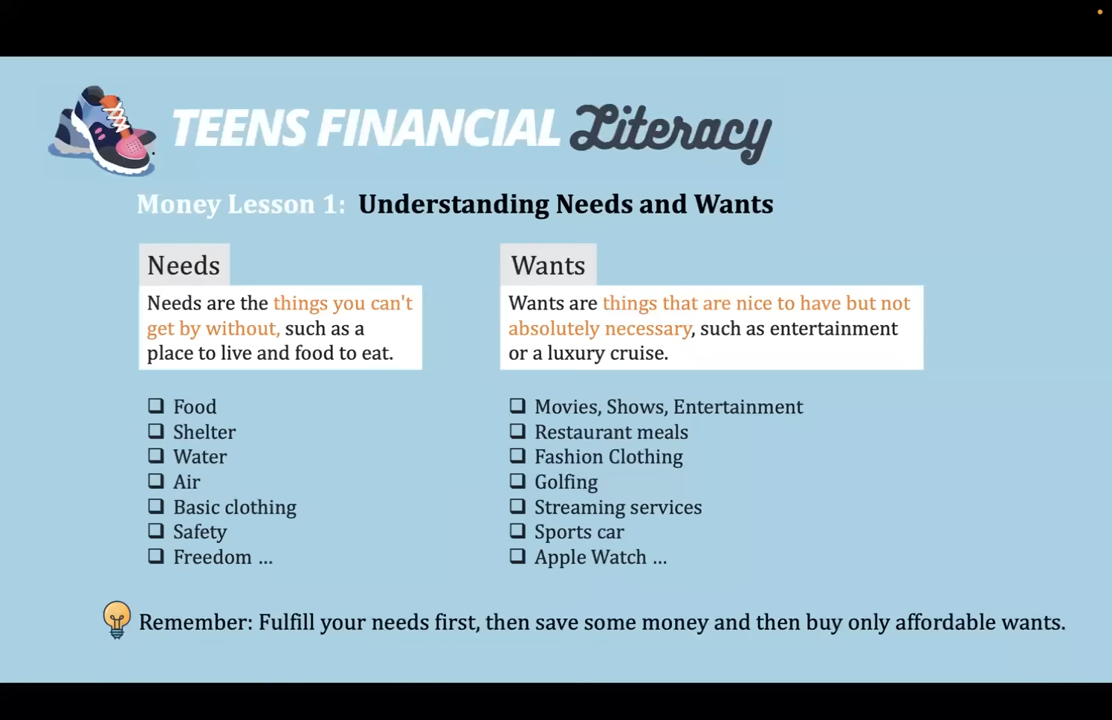 TEENS FINANCIAL Literacy
Money Lesson 1: Understanding Needs and Wants
Needs
Needs are the things you can't
get by without, such as a
place to live and food to eat.
❑ Food
❑ Shelter
❑ Water
❑ Air
❑ Basic clothing
❑ Safety
❑ Freedom ...
Wants
Wants are things that are nice to have but not
absolutely necessary, such as entertainment
or a luxury cruise.
❑ Movies, Shows, Entertainment
❑ Restaurant meals
❑ Fashion Clothing
❑ Golfing
❑ Streaming services
❑ Sports car
❑ Apple Watch ...
Remember: Fulfill your needs first, then save some money and then buy only affordable wants.